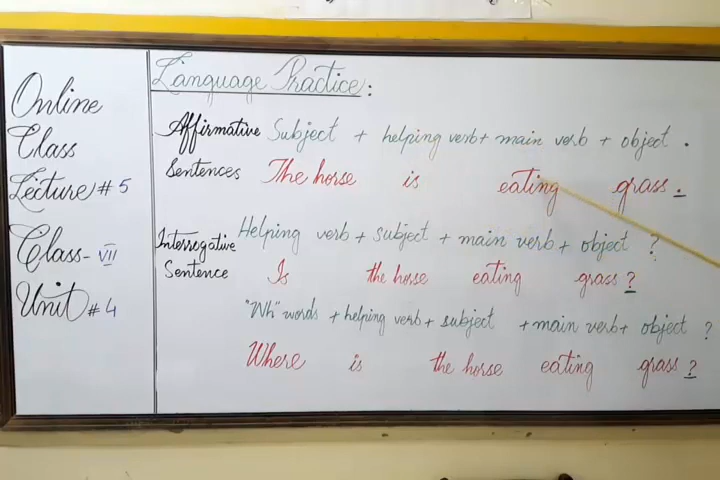 Online
Class
Lecture # 5
Class - VII
Unit # 4
Language Practice :
Affirmative Subject + helping verb + main verb + object .
Sentences The horse is eating grass .
Interregative Helping verb + subject + main verb + object ?
Sentence Is the horse eating grass ?
"Wh" words + helping verb + subject + main verb + object ?
Where is the horse eating grass ?